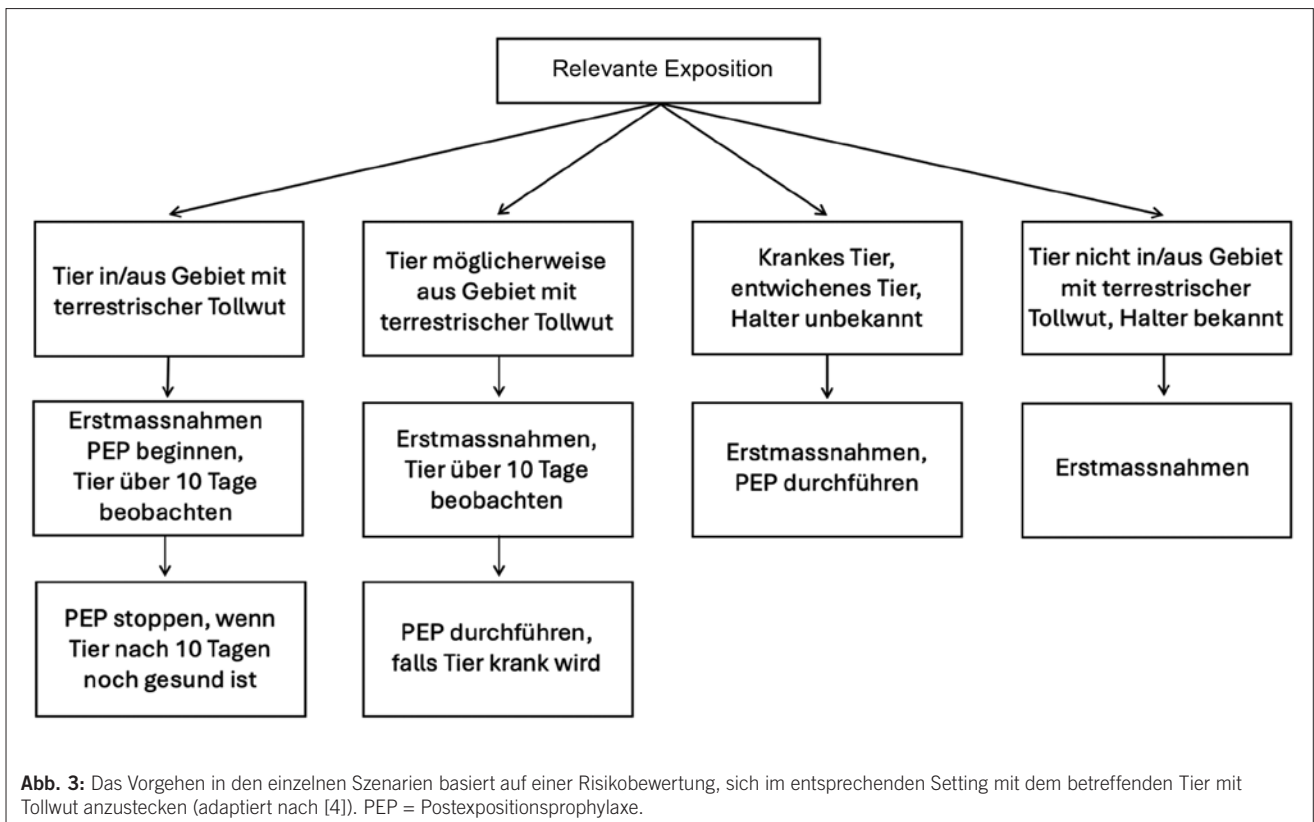 Relevante Exposition
Tier in/aus Gebiet mit
terrestrischer Tollwut
Tier möglicherweise
aus Gebiet mit
terrestrischer Tollwut
Krankes Tier,
entwichenes Tier,
Halter unbekannt
Tier nicht in/aus Gebiet
mit terrestrischer
Tollwut, Halter bekannt
Erstmassnahmen
PEP beginnen,
Tier über 10 Tage
beobachten
Erstmassnahmen,
Tier über 10 Tage
beobachten
Erstmassnahmen,
PEP durchführen
Erstmassnahmen
PEP stoppen, wenn
Tier nach 10 Tagen
noch gesund ist
PEP durchführen,
falls Tier krank wird
Abb. 3: Das Vorgehen in den einzelnen Szenarien basiert auf einer Risikobewertung, sich im entsprechenden Setting mit dem betreffenden Tier mit
Tollwut anzustecken (adaptiert nach [4]). PEP = Postexpositionsprophylaxe.